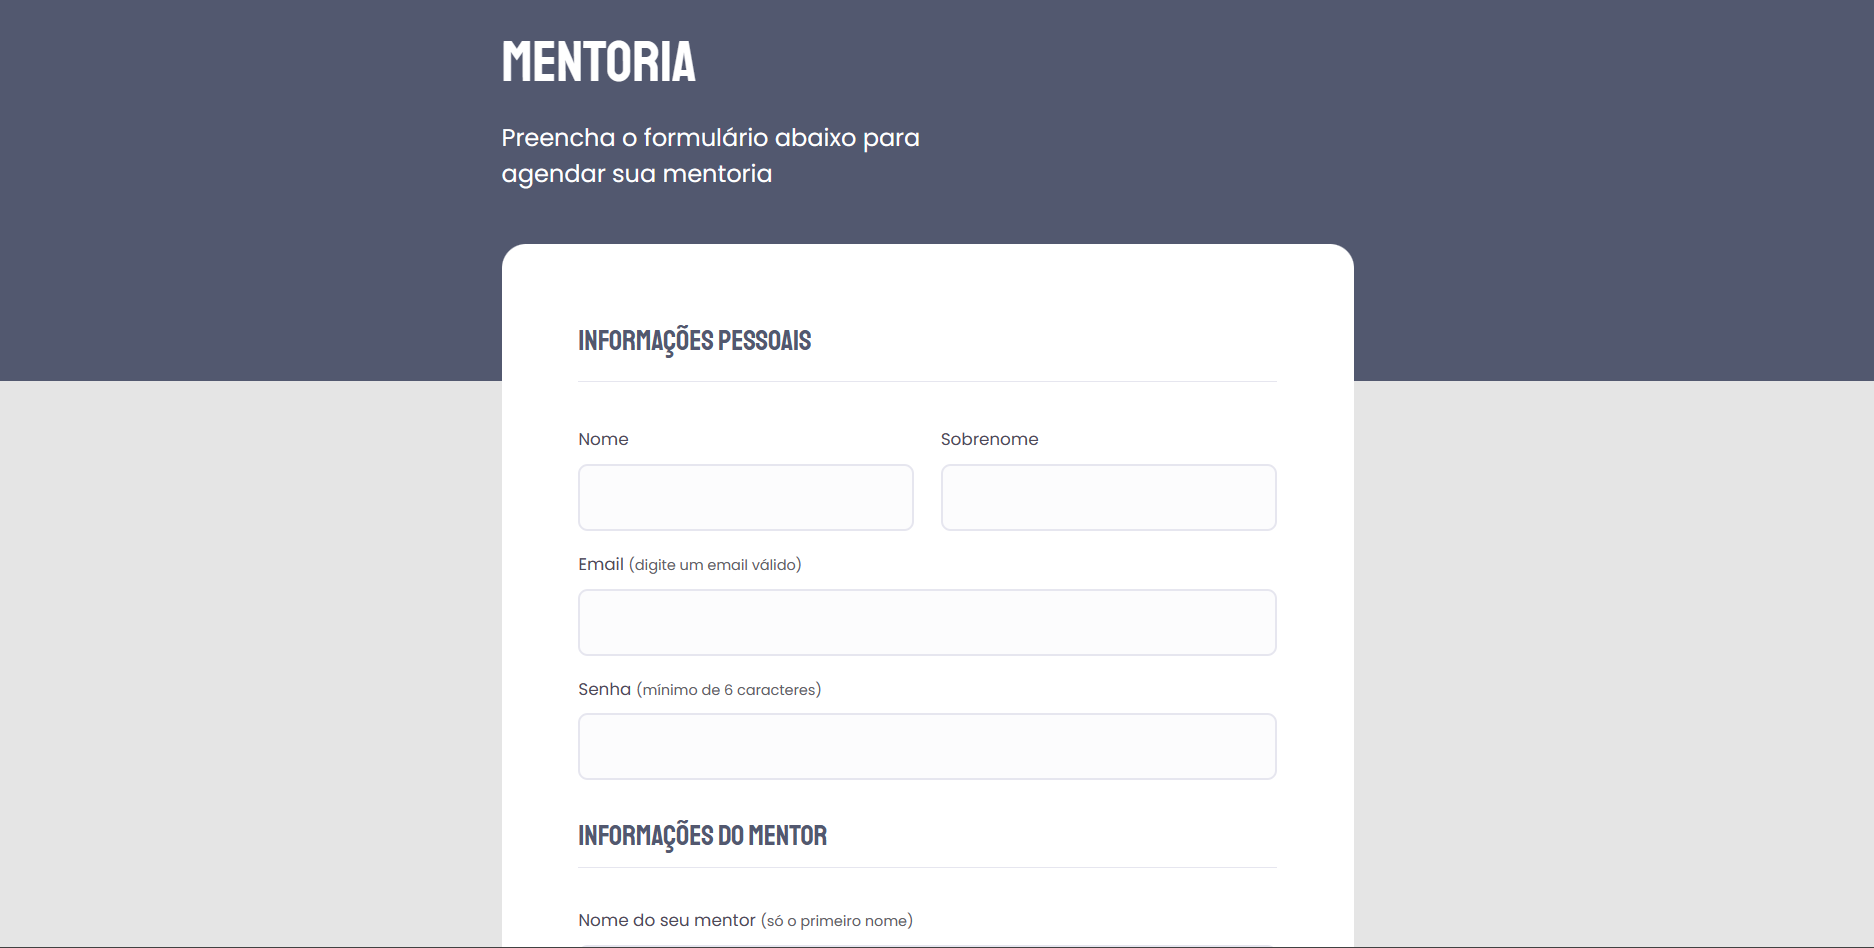 MENTORIA
Preencha o formulário abaixo para
agendar sua mentoria
INFORMAÇÕES PESSOAIS
Nome
Sobrenome
Email (digite um email válido)
Senha (mínimo de 6 caracteres)
INFORMAÇÕES DO MENTOR
Nome do seu mentor (só o primeiro nome)